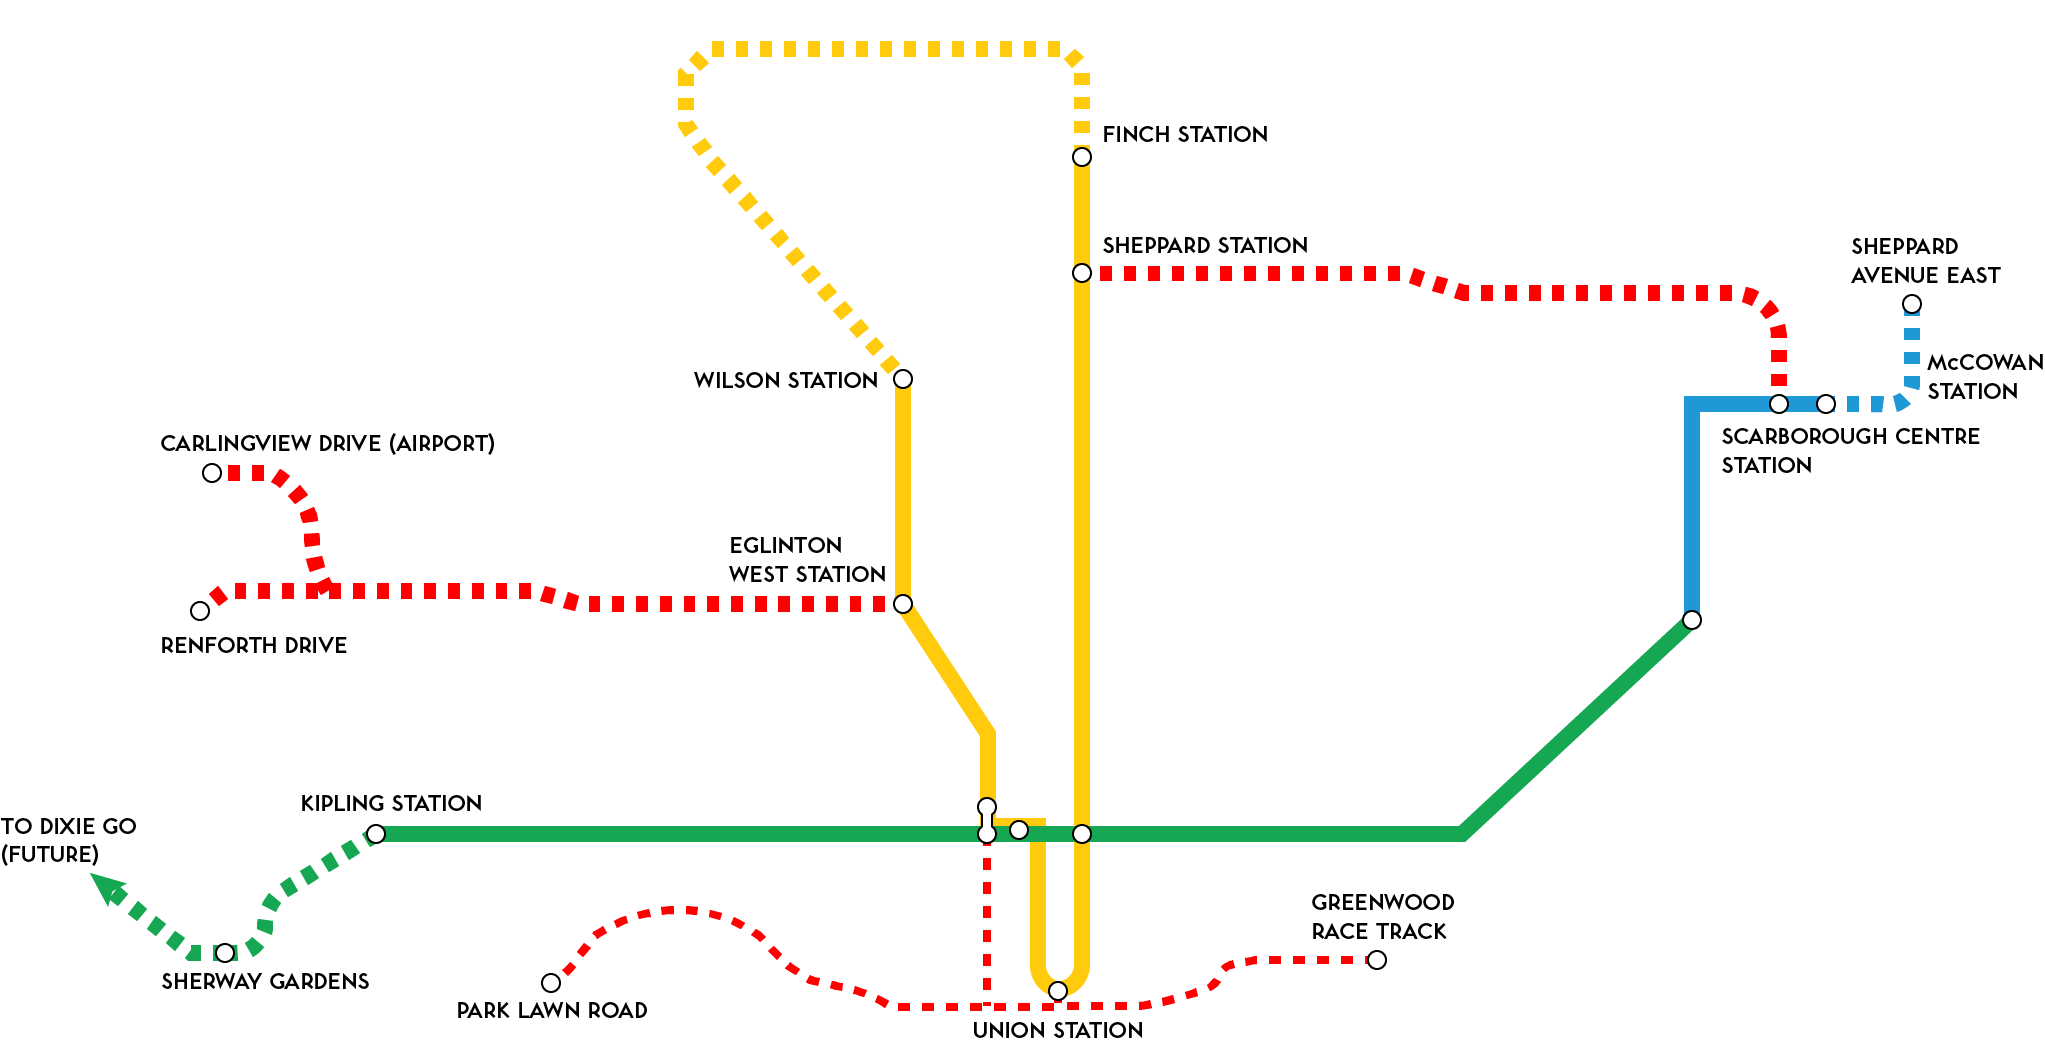 FINCH STATION
SHEPPARD STATION
SHEPPARD
AVENUE EAST
McCOWAN
STATION
WILSON STATION
SCARBOROUGH CENTRE
STATION
CARLINGVIEW DRIVE (AIRPORT)
EGLINTON
WEST STATION
RENFORTH DRIVE
KIPLING STATION
TO DIXIE GO
(FUTURE)
GREENWOOD
RACE TRACK
SHERWAY GARDENS
PARK LAWN ROAD
UNION STATION